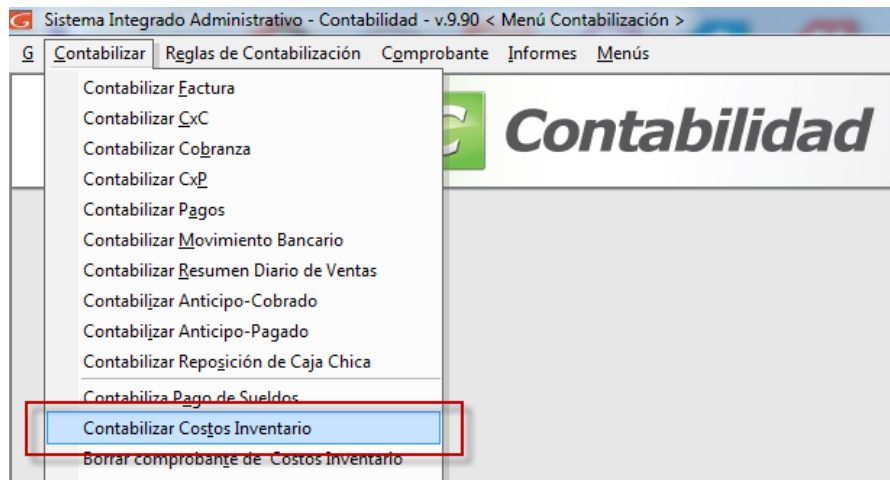 Sistema Integrado Administrativo - Contabilidad - v.9.90 < Menú Contabilización >
G Contabilizar Reglas de Contabilización Comprobante Informes Menús
Contabilizar Factura
Contabilizar CxC
Contabilizar Cobranza
Contabilizar CxP
Contabilizar Pagos
Contabilizar Movimiento Bancario
Contabilizar Resumen Diario de Ventas
Contabilizar Anticipo-Cobrado
Contabilizar Anticipo-Pagado
Contabilizar Reposición de Caja Chica
Contabiliza Pago de Sueldos
Contabilizar Costos Inventario
Borrar comprobante de Costos Inventario
C Contabilidad